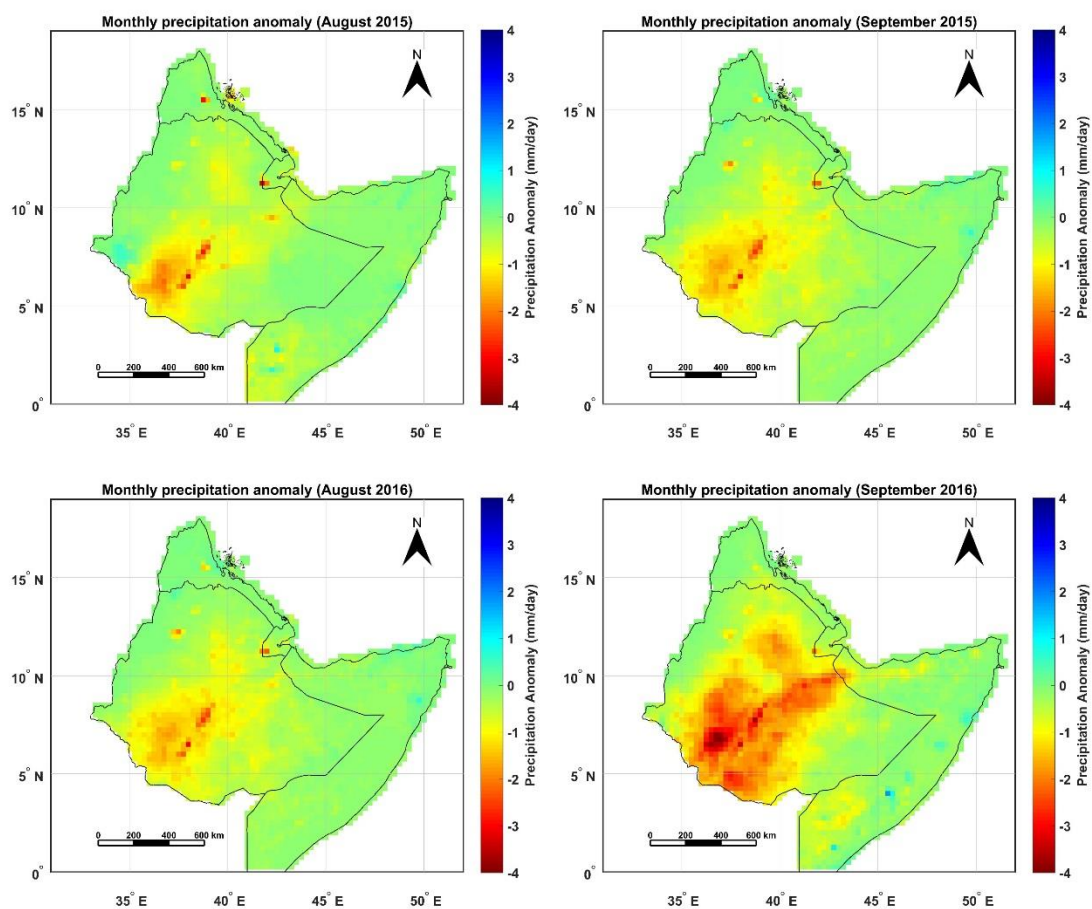 Monthly precipitation anomaly (August 2015)
N
15° N
10° N
5° N
0°
35° E
40° E
45° E
50° E
0 200 400 600 km
4
3
2
1
0
-1
-2
-3
-4
Precipitation Anomaly (mm/day)
Monthly precipitation anomaly (September 2015)
N
15° N
10° N
5° N
0°
35° E
40° E
45° E
50° E
0 200 400 600 km
4
3
2
1
0
-1
-2
-3
-4
Precipitation Anomaly (mm/day)
Monthly precipitation anomaly (August 2016)
N
15° N
10° N
5° N
0°
35° E
40° E
45° E
50° E
0 200 400 600 km
4
3
2
1
0
-1
-2
-3
-4
Precipitation Anomaly (mm/day)
Monthly precipitation anomaly (September 2016)
N
15° N
10° N
5° N
0°
35° E
40° E
45° E
50° E
0 200 400 600 km
4
3
2
1
0
-1
-2
-3
-4
Precipitation Anomaly (mm/day)